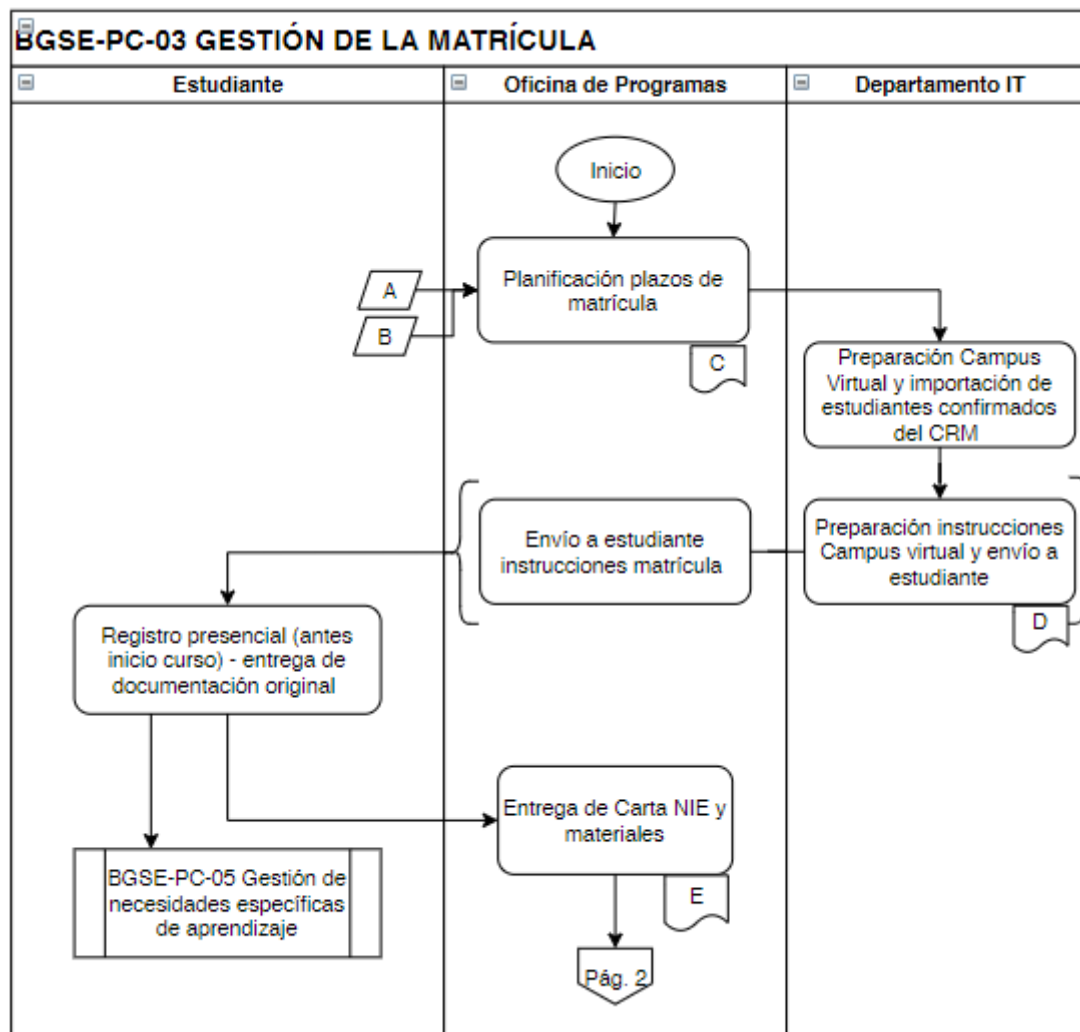 BGSE-PC-03 GESTIÓN DE LA MATRÍCULA
Estudiante
Oficina de Programas
Departamento IT
Inicio
Planificación plazos de
matrícula
A
B
C
Preparación Campus
Virtual y importación de
estudiantes confirmados
del CRM
Envío a estudiante
instrucciones matrícula
Preparación instrucciones
Campus virtual y envío a
estudiante
D
Registro presencial (antes
inicio curso) - entrega de
documentación original
Entrega de Carta NIE y
materiales
E
BGSE-PC-05 Gestión de
necesidades específicas
de aprendizaje
Pág. 2